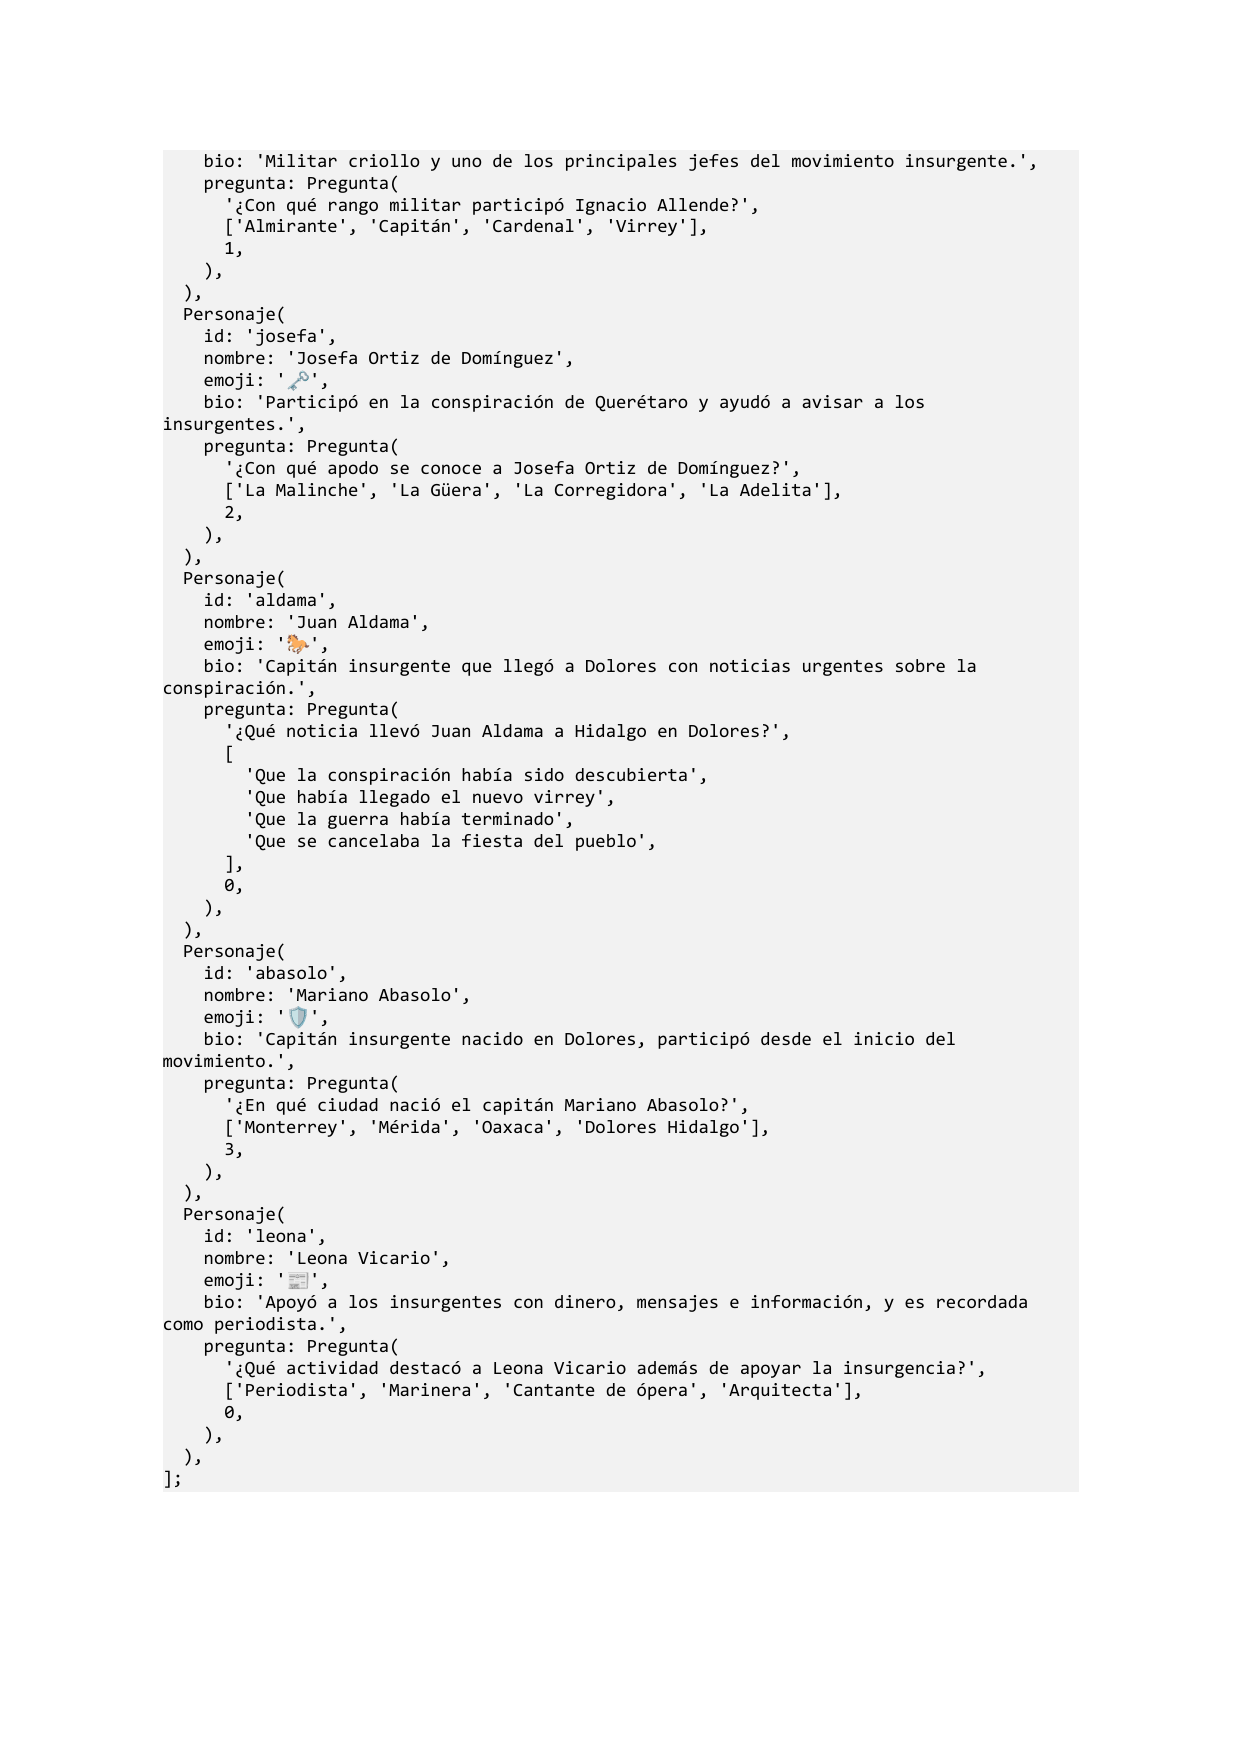 bio: 'Militar criollo y uno de los principales jefes del movimiento insurgente.',
    pregunta: Pregunta(
      '¿Con qué rango militar participó Ignacio Allende?',
      ['Almirante', 'Capitán', 'Cardenal', 'Virrey'],
      1,
    ),
  ),
  Personaje(
    id: 'josefa',
    nombre: 'Josefa Ortiz de Domínguez',
    emoji: '🗝️',
    bio: 'Participó en la conspiración de Querétaro y ayudó a avisar a los
insurgentes.',
    pregunta: Pregunta(
      '¿Con qué apodo se conoce a Josefa Ortiz de Domínguez?',
      ['La Malinche', 'La Güera', 'La Corregidora', 'La Adelita'],
      2,
    ),
  ),
  Personaje(
    id: 'aldama',
    nombre: 'Juan Aldama',
    emoji: '🐎',
    bio: 'Capitán insurgente que llegó a Dolores con noticias urgentes sobre la
conspiración.',
    pregunta: Pregunta(
      '¿Qué noticia llevó Juan Aldama a Hidalgo en Dolores?',
      [
        'Que la conspiración había sido descubierta',
        'Que había llegado el nuevo virrey',
        'Que la guerra había terminado',
        'Que se cancelaba la fiesta del pueblo',
      ],
      0,
    ),
  ),
  Personaje(
    id: 'abasolo',
    nombre: 'Mariano Abasolo',
    emoji: '🛡️',
    bio: 'Capitán insurgente nacido en Dolores, participó desde el inicio del
movimiento.',
    pregunta: Pregunta(
      '¿En qué ciudad nació el capitán Mariano Abasolo?',
      ['Monterrey', 'Mérida', 'Oaxaca', 'Dolores Hidalgo'],
      3,
    ),
  ),
  Personaje(
    id: 'leona',
    nombre: 'Leona Vicario',
    emoji: '📰',
    bio: 'Apoyó a los insurgentes con dinero, mensajes e información, y es recordada
como periodista.',
    pregunta: Pregunta(
      '¿Qué actividad destacó a Leona Vicario además de apoyar la insurgencia?',
      ['Periodista', 'Marinera', 'Cantante de ópera', 'Arquitecta'],
      0,
    ),
  ),
];